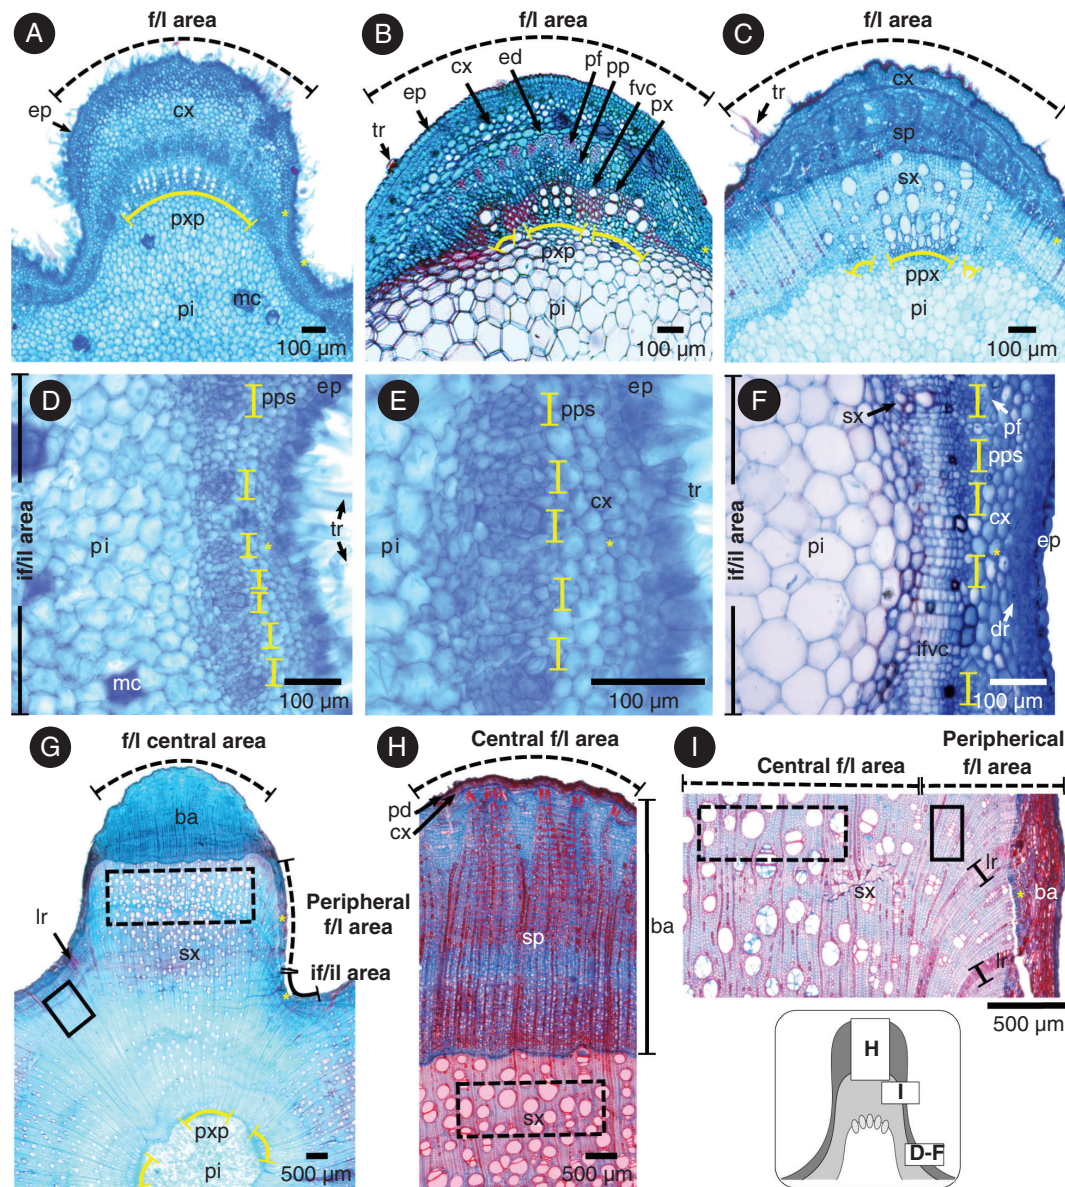 A
f/l area
ep
cx
pxp
pi
mc
100 µm
B
f/l area
cx
ed
pf
pp
fvc
px
ep
tr
pxp
pi
100 µm
C
f/l area
tr
cx
sp
sx
ppx
pi
100 µm
D
ep
pps
if/il area
pi
tr
mc
100 µm
E
ep
pps
cx
tr
pi
100 µm
F
sx
pf
pps
if/il area
cx
pi
ep
dr
ifvc
100 µm
G
f/l central area
ba
lr
sx
Peripheral
f/l area
if/il area
pxp
pi
500 µm
H
Central f/l area
pd
cx
sp
ba
sx
500 µm
I
Central f/l area
Peripherical
f/l area
lr
sx
ba
lr
500 µm
H
I
D-F